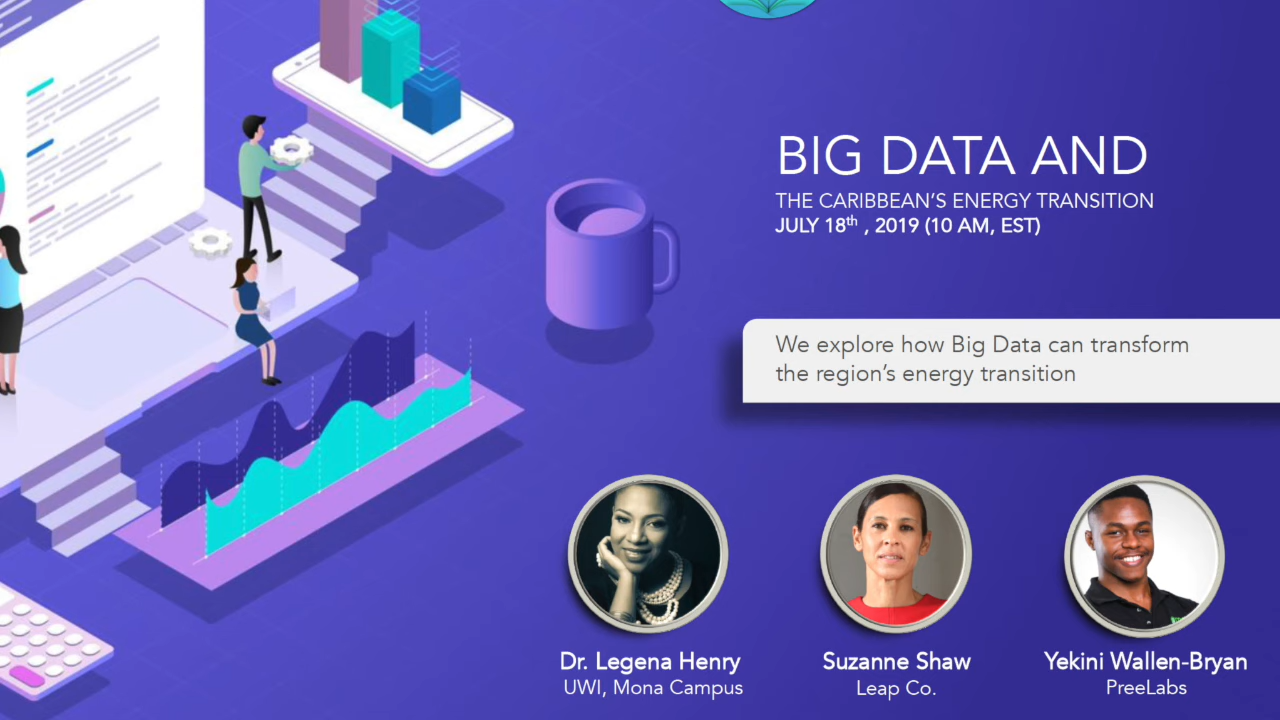 BIG DATA AND
THE CARIBBEAN’S ENERGY TRANSITION
JULY 18th , 2019 (10 AM, EST)
We explore how Big Data can transform
the region’s energy transition
Dr. Legena Henry
UWI, Mona Campus
Suzanne Shaw
Leap Co.
Yekini Wallen-Bryan
PreeLabs